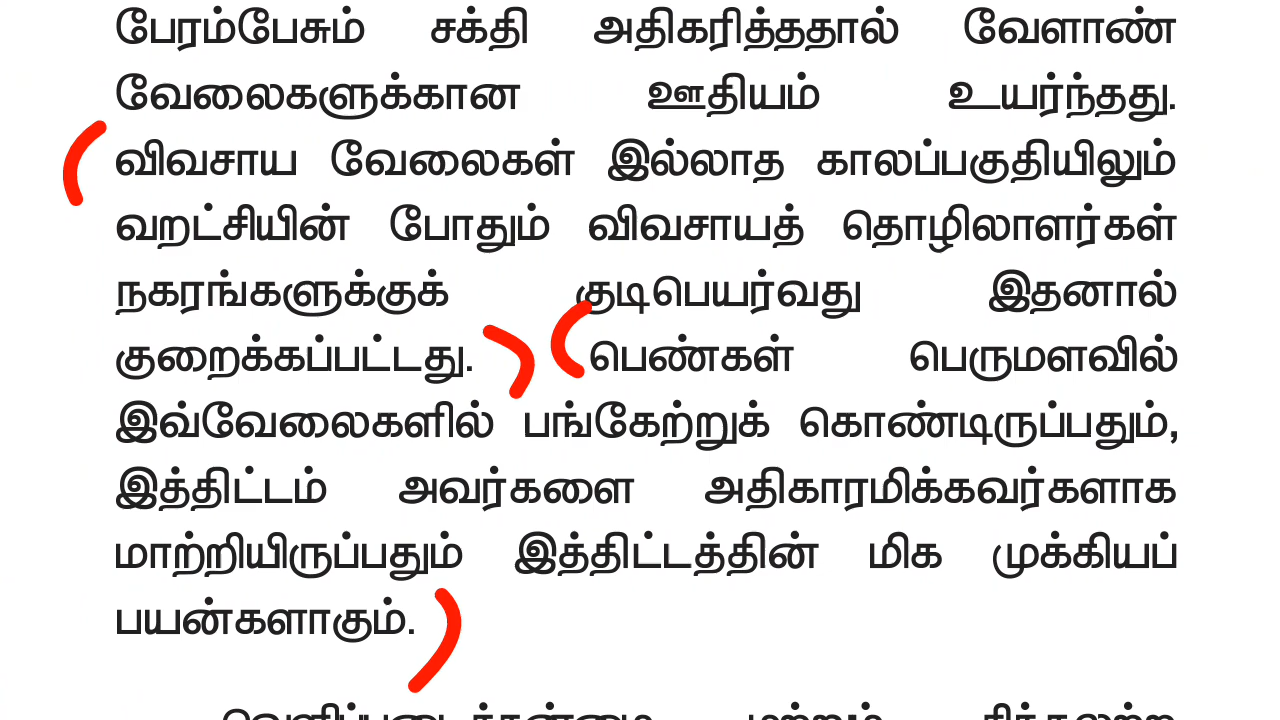 பேரம்பேசும் சக்தி அதிகரித்ததால் வேளாண்
வேலைகளுக்கான ஊதியம் உயர்ந்தது.
விவசாய வேலைகள் இல்லாத காலப்பகுதியிலும்
வறட்சியின் போதும் விவசாயத் தொழிலாளர்கள்
நகரங்களுக்குக் குடிபெயர்வது இதனால்
குறைக்கப்பட்டது. பெண்கள் பெருமளவில்
இவ்வேலைகளில் பங்கேற்றுக் கொண்டிருப்பதும்,
இத்திட்டம் அவர்களை அதிகாரமிக்கவர்களாக
மாற்றியிருப்பதும் இத்திட்டத்தின் மிக முக்கியப்
பயன்களாகும்.